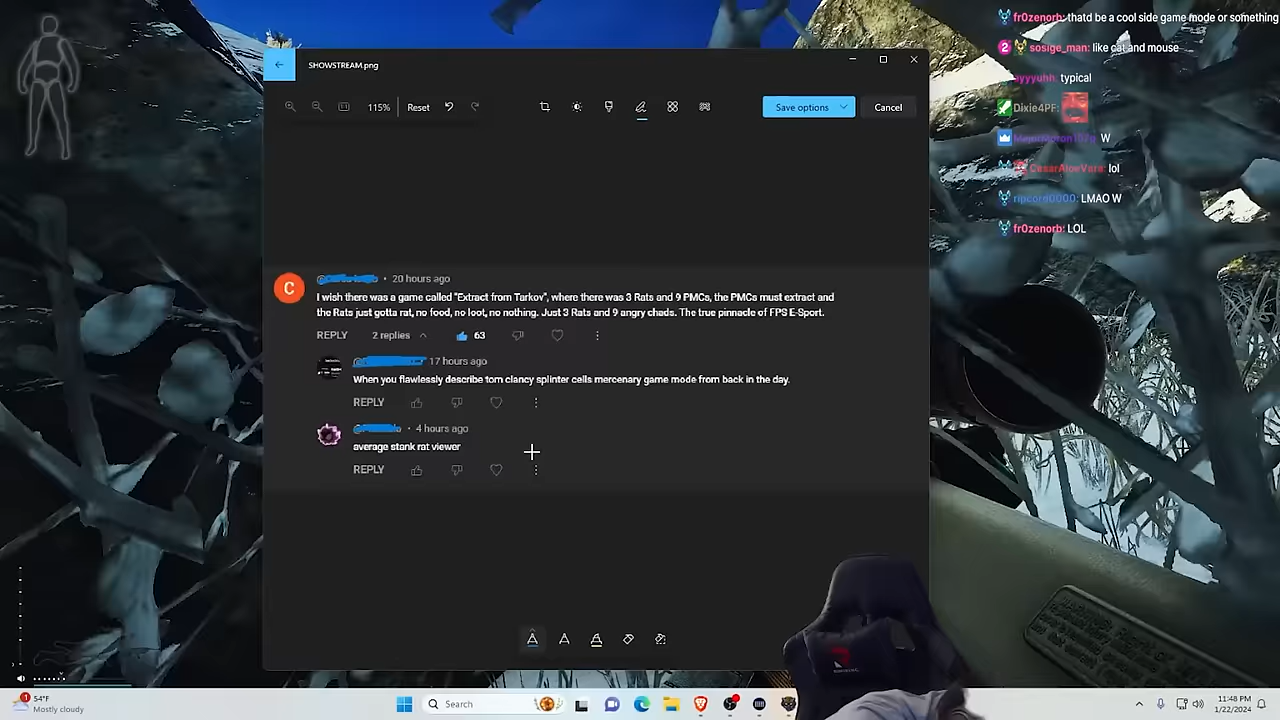 SHOWSTREAM.png
115%
Reset
Save options
Cancel
C
• 20 hours ago
I wish there was a game called "Extract from Tarkov", where there was 3 Rats and 9 PMCs, the PMCs must extract and
the Rats just gotta rat, no food, no loot, no nothing. Just 3 Rats and 9 angry chads. The true pinnacle of FPS E-Sport.
REPLY
2 replies
63
17 hours ago
When you flawlessly describe tom clancy splinter cells mercenary game mode from back in the day.
REPLY
• 4 hours ago
average stank rat viewer
REPLY
fr0zenorb: thatd be a cool side game mode or something
2 sosige_man: like cat and mouse
ayyyuhh: typical
Dixie4PF:
W
CesarAloeVara: lol
ripcord0000: LMAO W
fr0zenorb: LOL
1
54°F
Mostly cloudy
Search
11:48 PM
1/22/2024